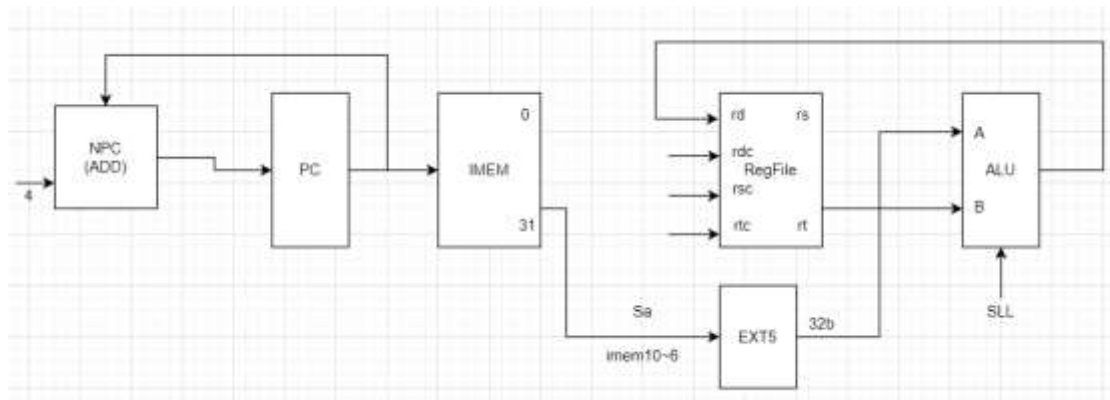 NPC
(ADD)
4
PC
0
IMEM
31
rd
rs
rdc
RegFile
rsc
rtc
rt
A
ALU
B
SLL
Sa
imem10~6
EXT5
32b